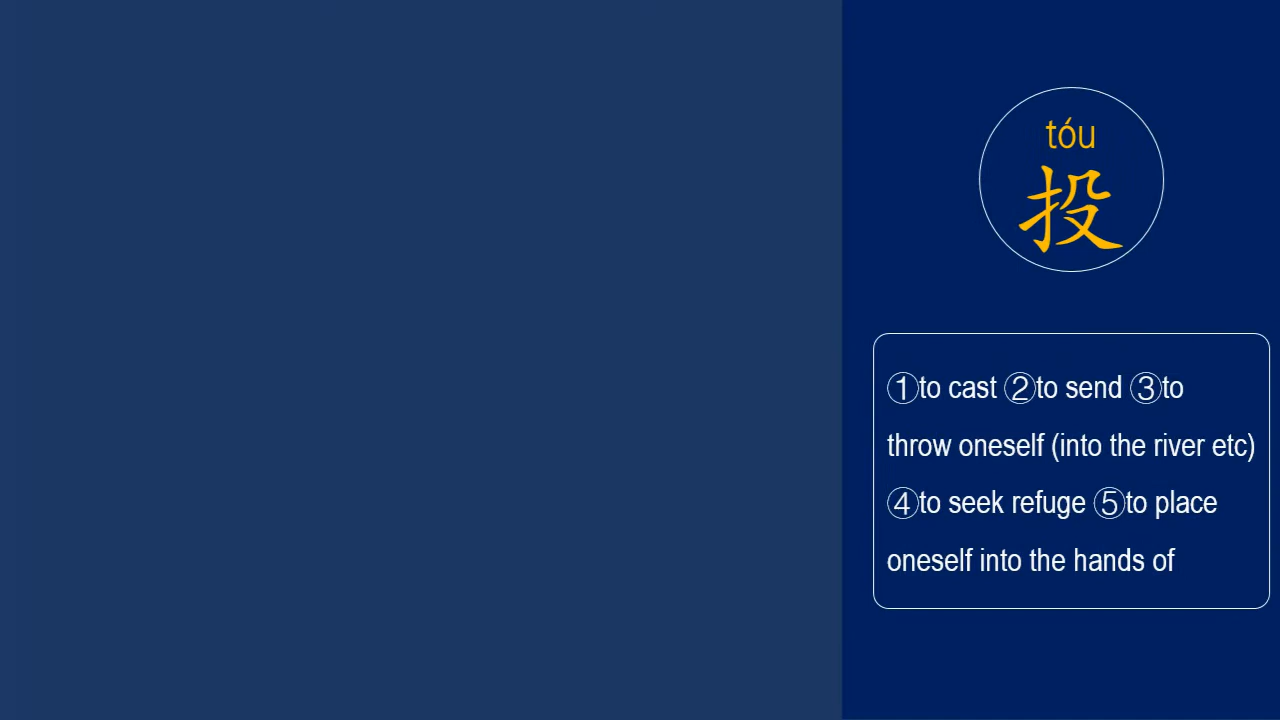 tóu
投
①to cast ②to send ③to
throw oneself (into the river etc)
④to seek refuge ⑤to place
oneself into the hands of